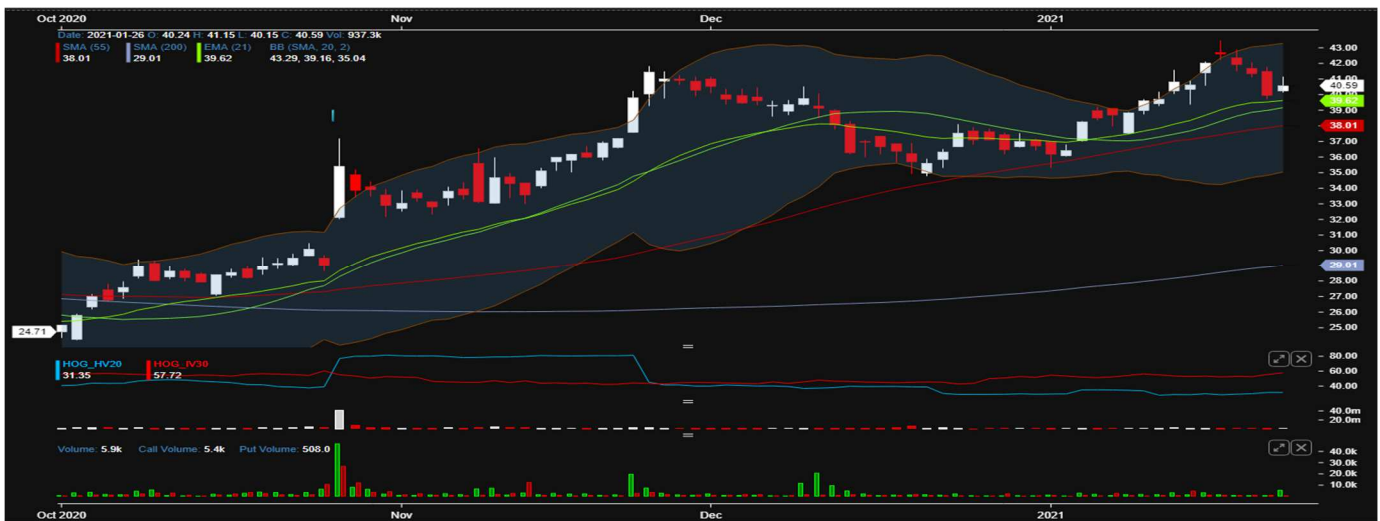 Oct 2020 Nov Dec 2021
Date: 2021-01-26 O: 40.24 H: 41.15 L: 40.15 C: 40.59 Vol: 937.3k
SMA (55) SMA (200) EMA (21) BB (SMA, 20, 2)
38.01 29.01 39.62 43.29, 39.16, 35.04
43.00
42.00
41.00
40.59
39.62
39.00
38.01
37.00
36.00
35.00
34.00
33.00
32.00
31.00
30.00
29.01
28.00
27.00
26.00
24.71
25.00
HOG_HV20 HOG_IV30
31.35 57.72
80.00
60.00
40.00
40.0m
20.0m
Volume: 5.9k Call Volume: 5.4k Put Volume: 508.0
40.0k
30.0k
20.0k
10.0k
Oct 2020 Nov Dec 2021